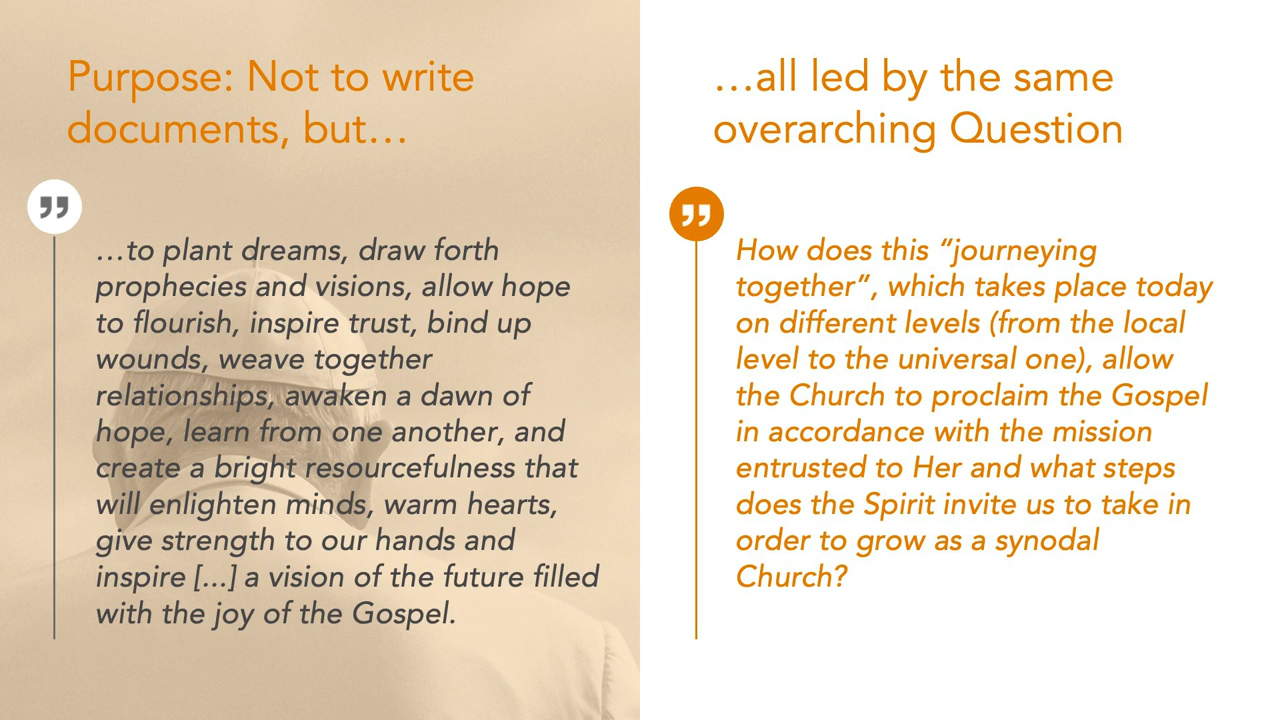 Purpose: Not to write
documents, but…
…to plant dreams, draw forth
prophecies and visions, allow hope
to flourish, inspire trust, bind up
wounds, weave together
relationships, awaken a dawn of
hope, learn from one another, and
create a bright resourcefulness that
will enlighten minds, warm hearts,
give strength to our hands and
inspire [...] a vision of the future filled
with the joy of the Gospel.
…all led by the same
overarching Question
How does this “journeying
together”, which takes place today
on different levels (from the local
level to the universal one), allow
the Church to proclaim the Gospel
in accordance with the mission
entrusted to Her and what steps
does the Spirit invite us to take in
order to grow as a synodal
Church?